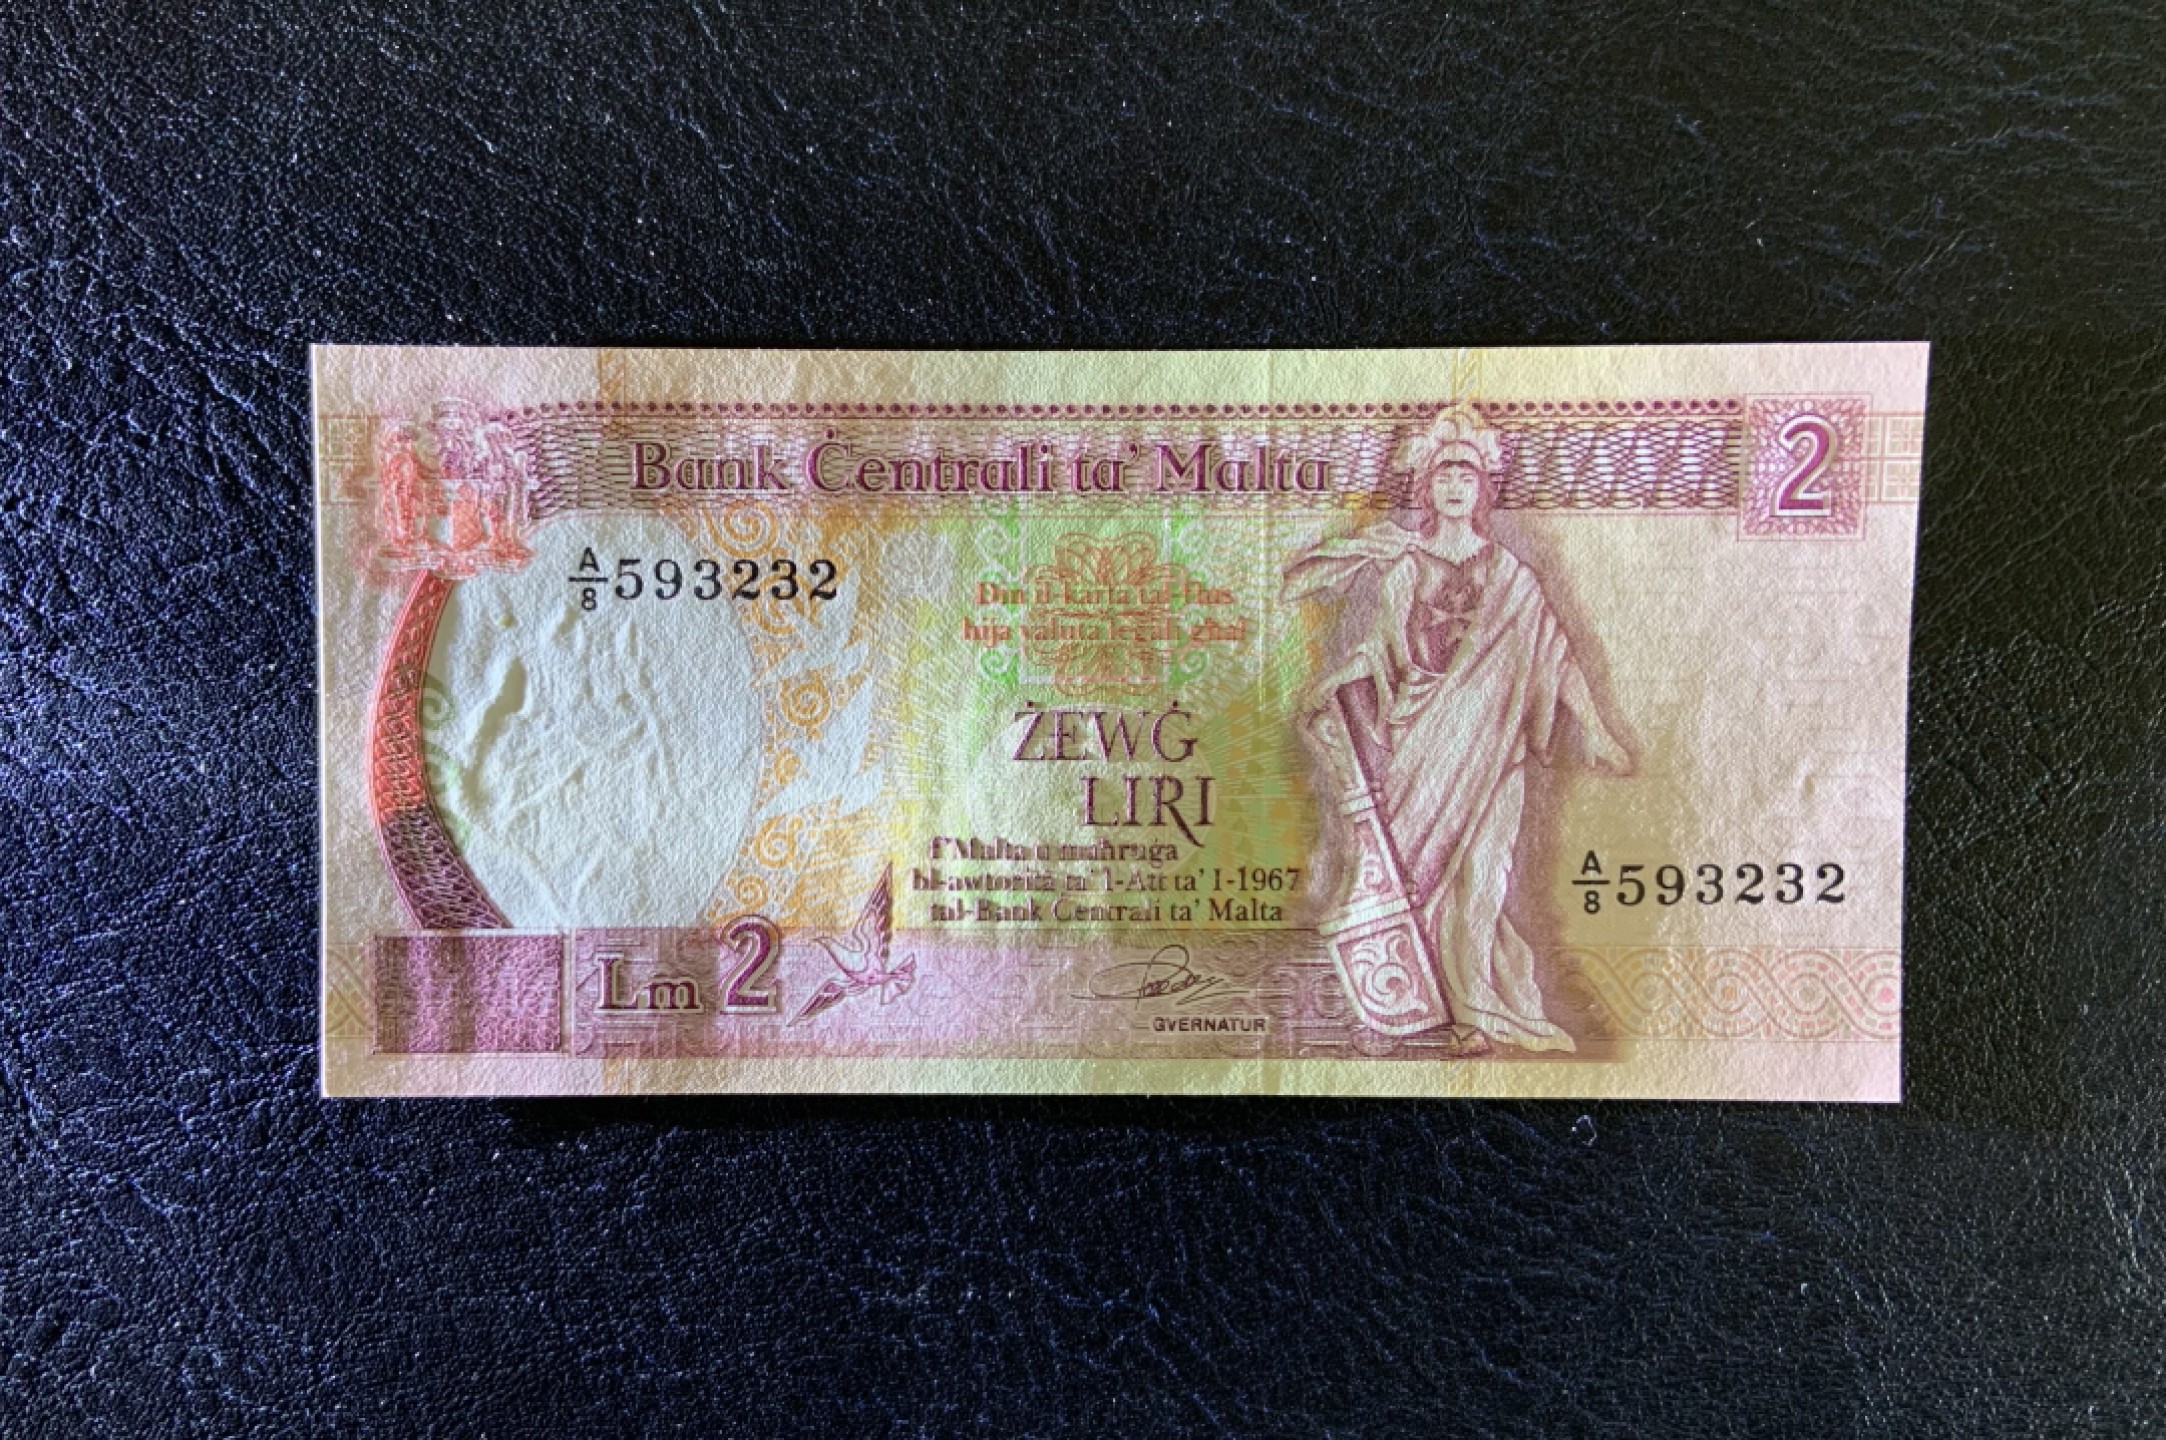 Bank Ċentrali ta' Malta
2
A/8 593232
Din il-karta tal-flus
hija valuta legali għal
ŻEWĠ
LIRI
f'Malta u maħruġa
bl-awtorità ta' l-Att ta' l-1967
tal-Bank Ċentrali ta' Malta
A/8 593232
Lm 2
GVERNATUR